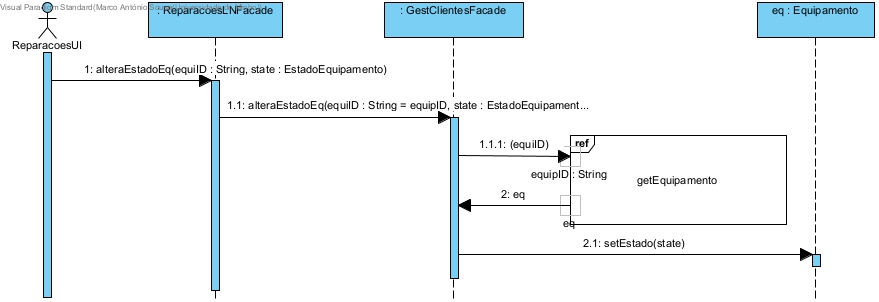 Visual Paradigm Standard(Marco António
: ReparacoesLNFacade
: GestClientesFacade
eq : Equipamento
ReparacoesUI
1: alteraEstadoEq(equiID : String, state : EstadoEquipamento)
1.1: alteraEstadoEq(equiID : String = equipID, state : EstadoEquipament...
1.1.1: (equiID)
ref
equipID : String
getEquipamento
2: eq
eq
2.1: setEstado(state)